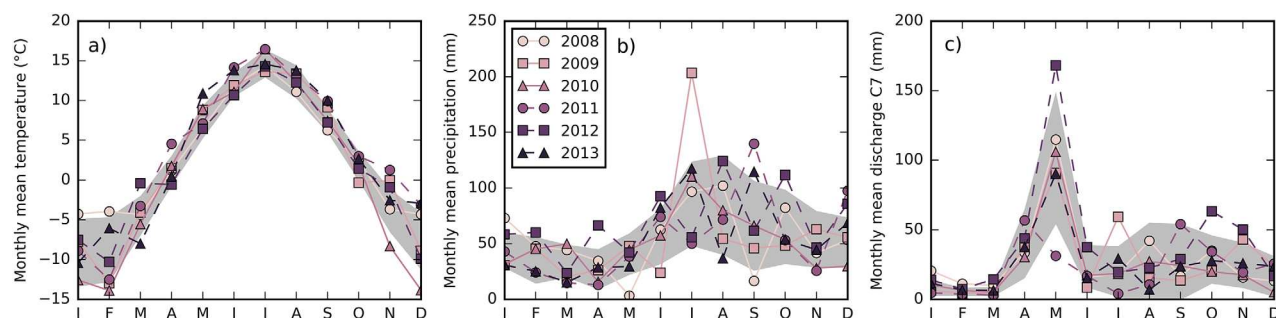 Monthly mean temperature (°C)
20
15
10
5
0
−5
−10
−15
a)
J F M A M J J A S O N D
Monthly mean precipitation (mm)
250
200
150
100
50
0
2008
2009
2010
2011
2012
2013
b)
J F M A M J J A S O N D
Monthly mean discharge C7 (mm)
200
150
100
50
0
c)
J F M A M J J A S O N D